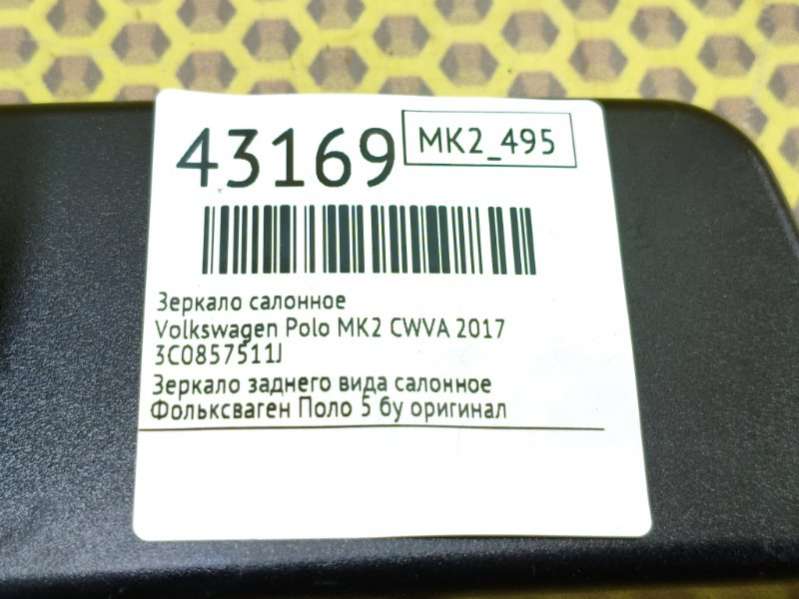 43169
MK2_495
Зеркало салонное
Volkswagen Polo MK2 CWVA 2017
3C0857511J
Зеркало заднего вида салонное
Фольксваген Поло 5 бу оригинал